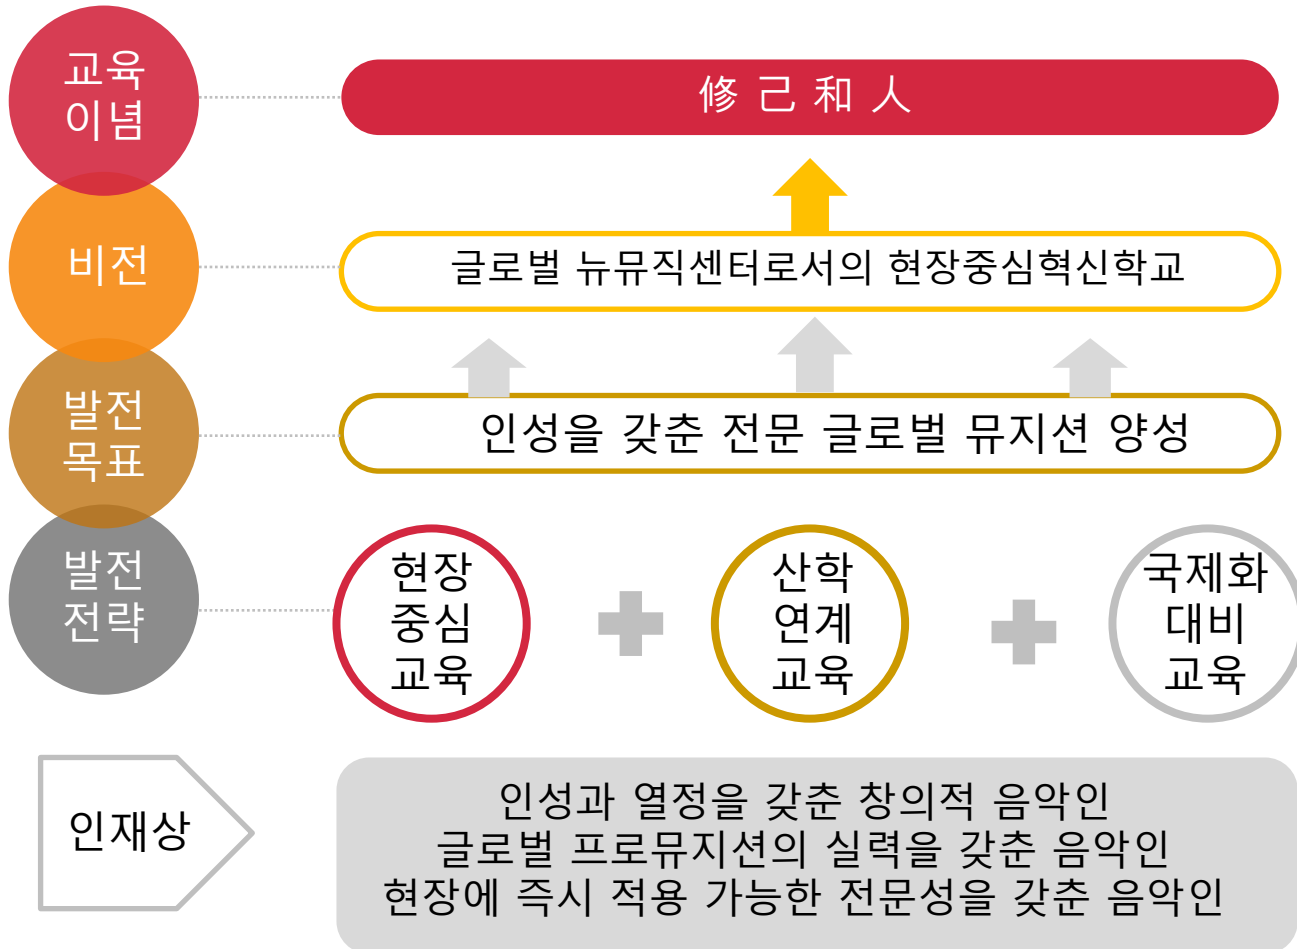 교육
이념
修 己 和 人
비전
글로벌 뉴뮤직센터로서의 현장중심혁신학교
발전
목표
인성을 갖춘 전문 글로벌 뮤지션 양성
발전
전략
현장
중심
교육
산학
연계
교육
국제화
대비
교육
인재상
인성과 열정을 갖춘 창의적 음악인
글로벌 프로뮤지션의 실력을 갖춘 음악인
현장에 즉시 적용 가능한 전문성을 갖춘 음악인